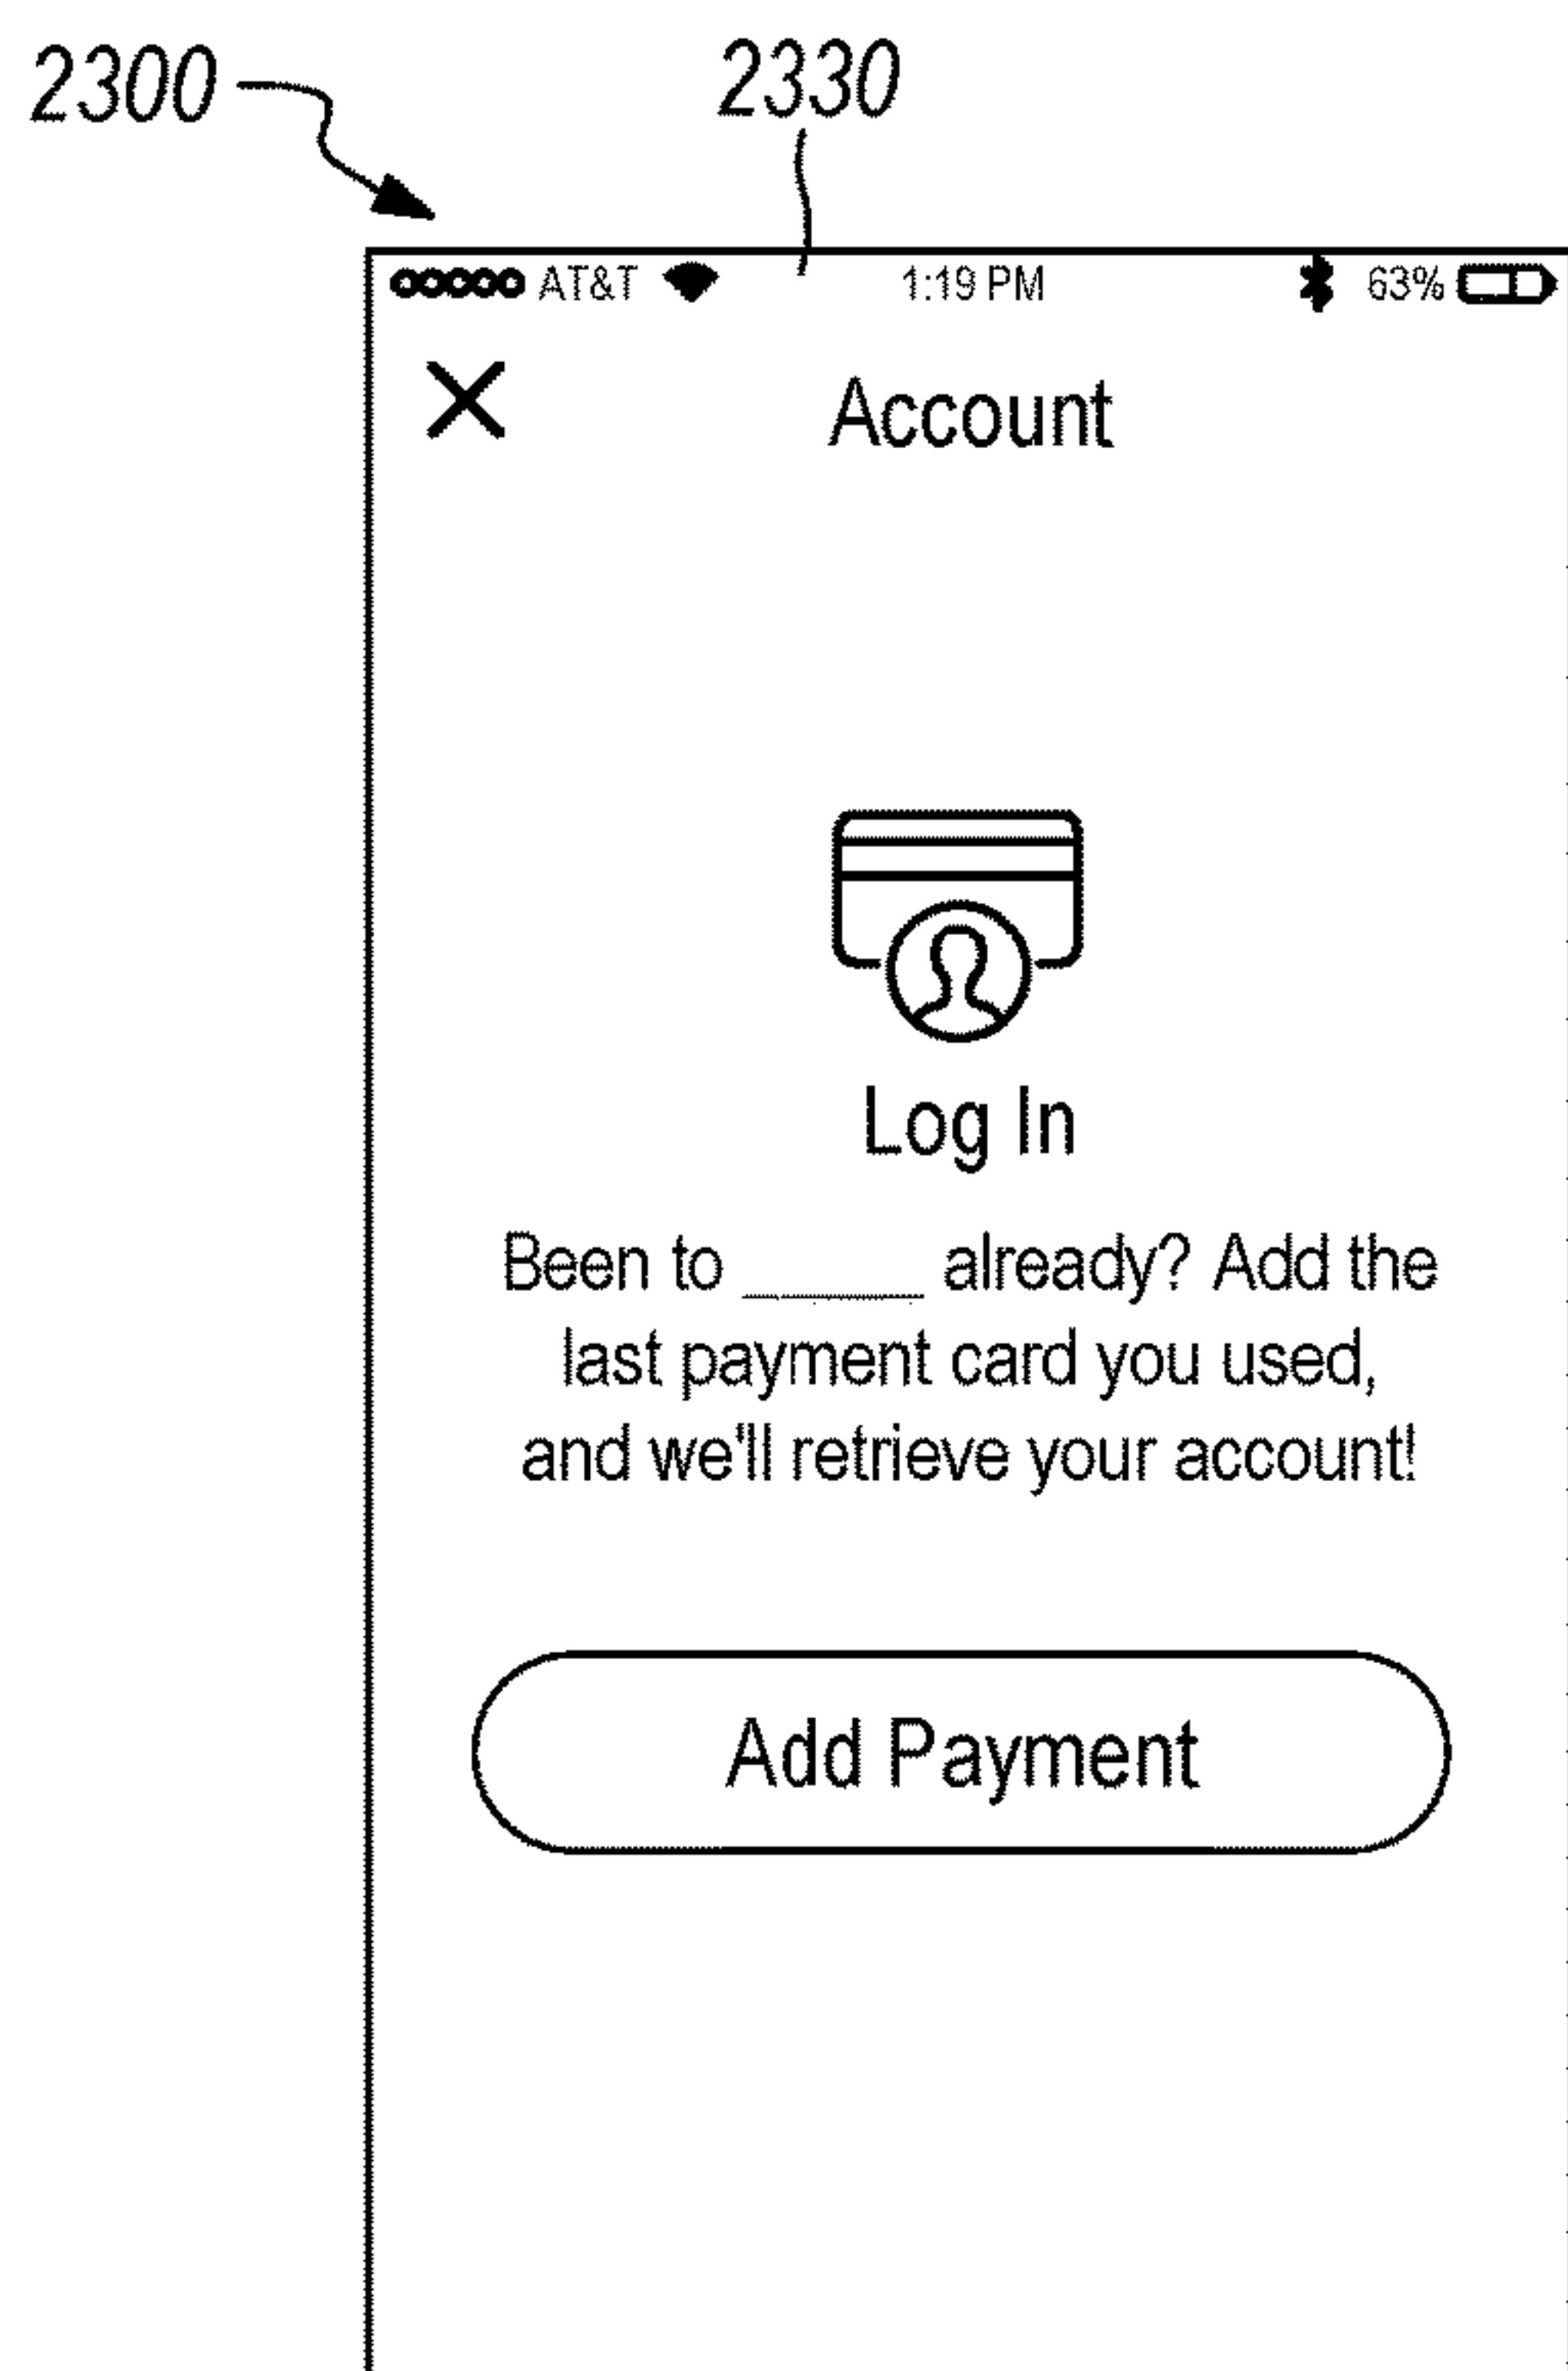 2300 2330
AT&T 1:19 PM 63%
Account
Log In
Been to _____ already? Add the
last payment card you used,
and we'll retrieve your account!
Add Payment